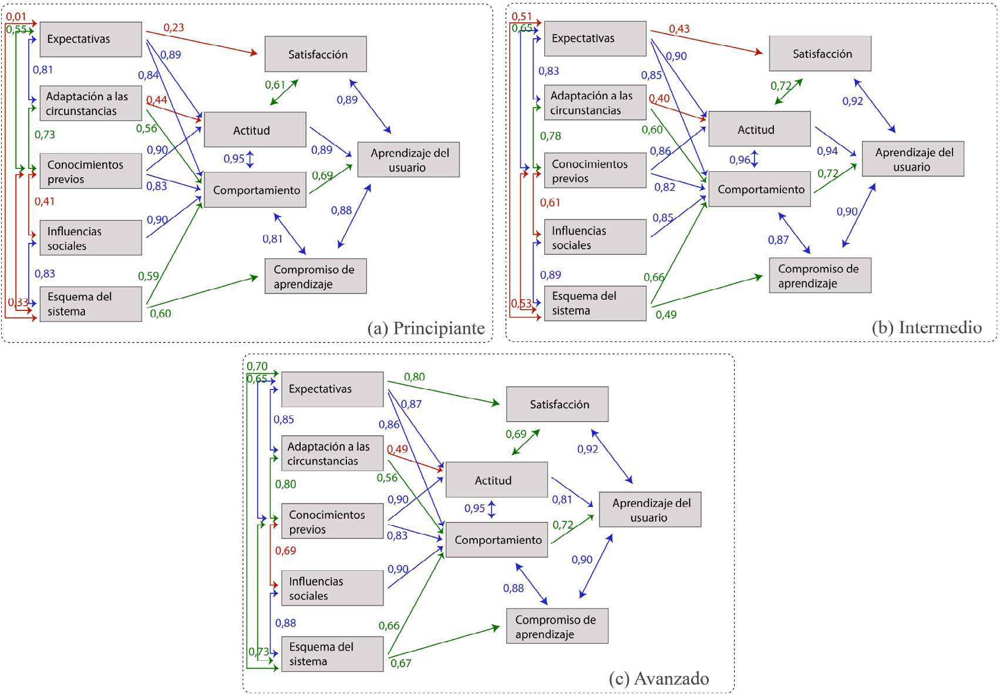 0,01
0,55
Expectativas
0,23
0,89
0,84
Satisfacción
0,81
0,61
0,89
Adaptación a las
circunstancias
0,44
0,56
Actitud
0,73
0,90
0,95
0,89
Aprendizaje del
usuario
Conocimientos
previos
0,83
Comportamiento
0,69
0,41
0,88
Influencias
sociales
0,90
0,81
0,83
0,59
Compromiso de
aprendizaje
Esquema del
sistema
0,33
0,60
(a) Principiante
0,51
0,65
Expectativas
0,43
0,90
0,85
Satisfacción
0,83
0,72
0,92
Adaptación a las
circunstancias
0,40
0,60
Actitud
0,78
0,86
0,96
0,94
Aprendizaje del
usuario
Conocimientos
previos
0,82
Comportamiento
0,72
0,61
0,90
Influencias
sociales
0,85
0,87
0,89
0,66
Compromiso de
aprendizaje
Esquema del
sistema
0,53
0,49
(b) Intermedio
0,70
0,65
Expectativas
0,80
0,87
0,86
Satisfacción
0,85
0,69
0,92
Adaptación a las
circunstancias
0,49
0,56
Actitud
0,80
0,90
0,95
0,81
Aprendizaje del
usuario
Conocimientos
previos
0,83
Comportamiento
0,72
0,69
0,90
Influencias
sociales
0,90
0,88
0,88
0,66
Compromiso de
aprendizaje
Esquema del
sistema
0,73
0,67
(c) Avanzado